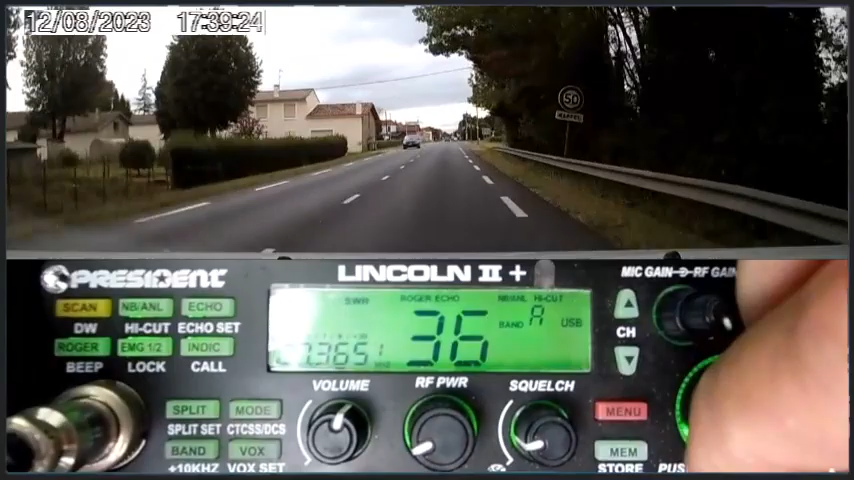 12/08/2023 17:39:24
50
RAPPEL
PRESIDENT
LINCOLN II +
MIC GAIN RF GAIN
SCAN NB/ANL ECHO
DW HI-CUT ECHO SET
ROGER EMG 1/2 INDIC
BEEP LOCK CALL
SWR ROGER ECHO NB/ANL HI-CUT
36 BAND A USB
CH
VOLUME RF PWR SQUELCH
SPLIT MODE
SPLIT SET CTCSS/DCS
BAND VOX
+10KHZ VOX SET
MENU
MEM
STORE